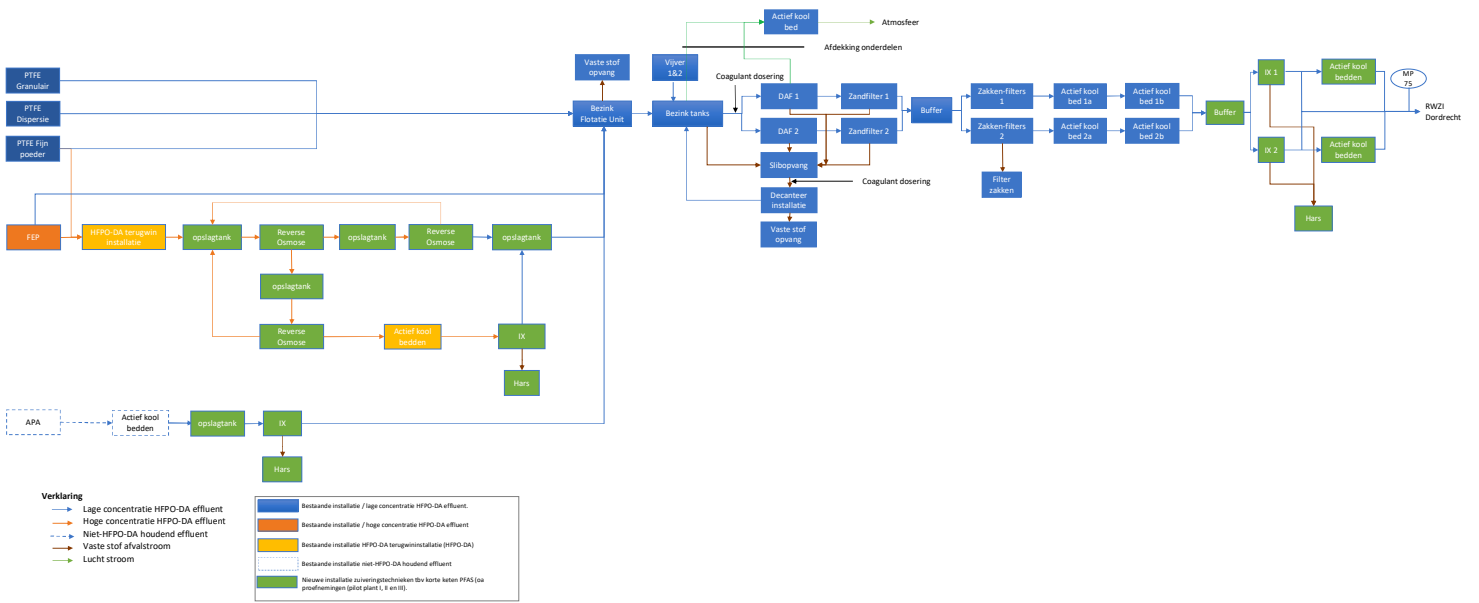 Actief kool
bed
Atmosfeer
Afdekking onderdelen
PTFE
Granulair
PTFE
Dispersie
PTFE Fijn
poeder
Vaste stof
opvang
Bezink
Flotatie Unit
Vijver
1&2
Bezink tanks
Coagulant dosering
DAF 1
DAF 2
Zandfilter 1
Zandfilter 2
Slibopvang
Coagulant dosering
Decanteer
installatie
Vaste stof
opvang
Buffer
Zakken-filters
1
Zakken-filters
2
Filter
zakken
Actief kool
bed 1a
Actief kool
bed 1b
Actief kool
bed 2a
Actief kool
bed 2b
Buffer
IX 1
IX 2
Actief kool
bedden
Actief kool
bedden
MP
75
RWZI
Dordrecht
Hars
FEP
HFPO-DA terugwin
installatie
opslagtank
Reverse
Osmose
opslagtank
Reverse
Osmose
opslagtank
opslagtank
Reverse
Osmose
Actief kool
bedden
IX
Hars
APA
Actief kool
bedden
opslagtank
IX
Hars
Verklaring
Lage concentratie HFPO-DA effluent
Hoge concentratie HFPO-DA effluent
Niet-HFPO-DA houdend effluent
Vaste stof afvalstroom
Lucht stroom
Bestaande installatie / lage concentratie HFPO-DA effluent.
Bestaande installatie / hoge concentratie HFPO-DA effluent
Bestaande installatie HFPO-DA terugwininstallatie (HFPO-DA)
Bestaande installatie niet-HFPO-DA houdend effluent
Nieuwe installatie zuiveringstechnieken tbv korte keten PFAS (oa
proefnemingen (pilot plant I, II en III).